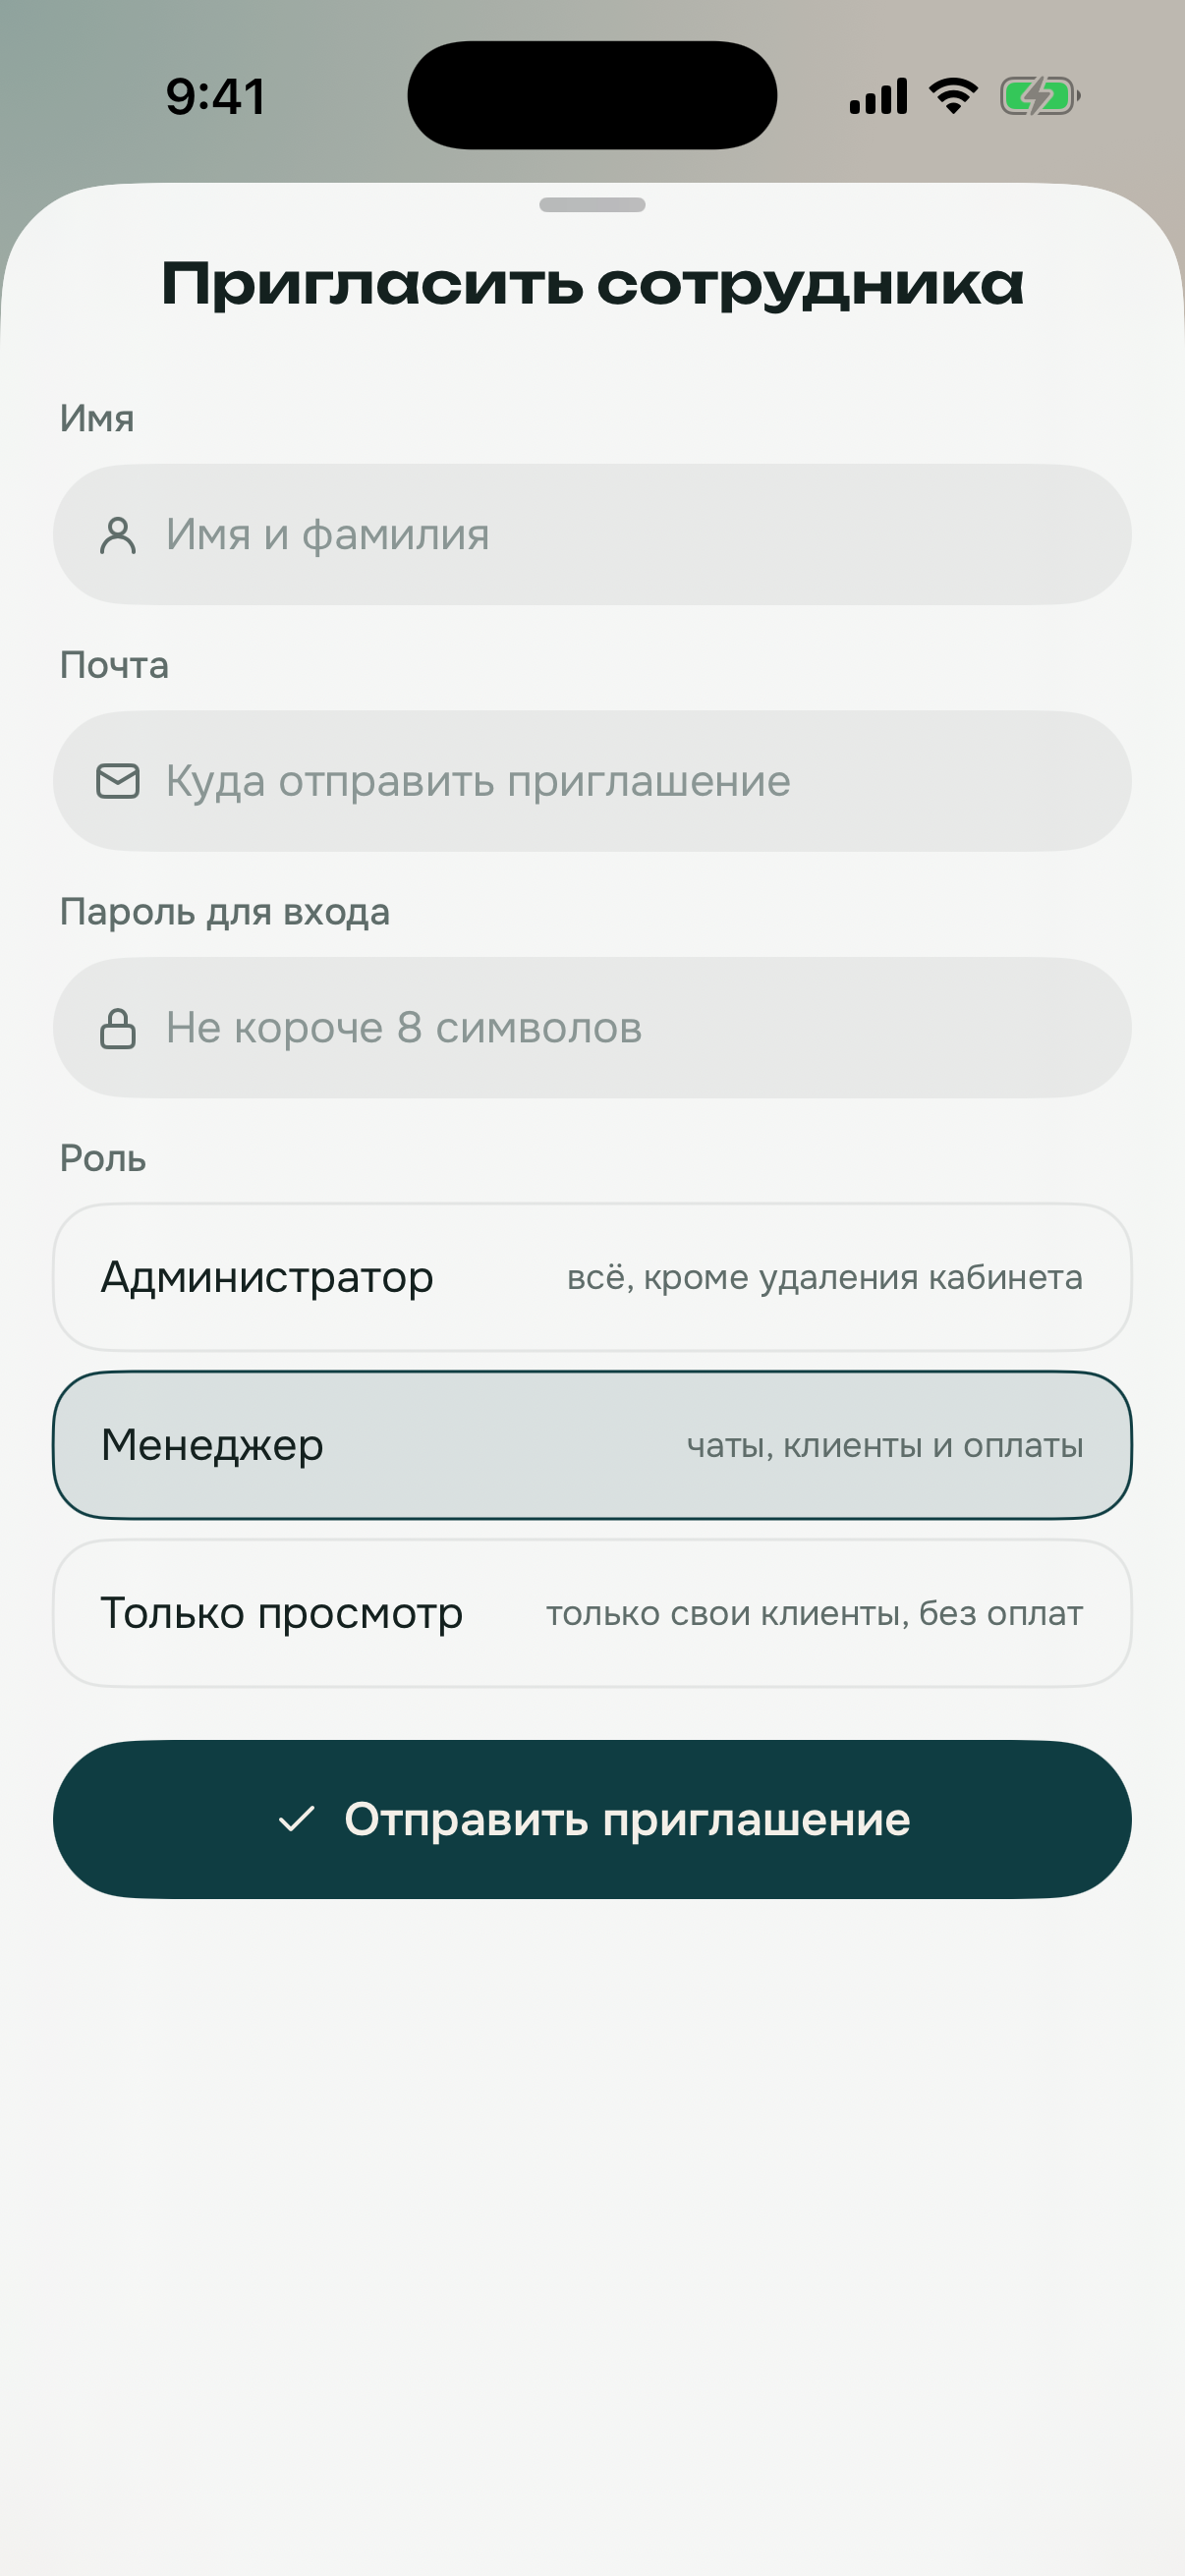 9:41
Пригласить сотрудника
Имя
Имя и фамилия
Почта
Куда отправить приглашение
Пароль для входа
Не короче 8 символов
Роль
Администратор всё, кроме удаления кабинета
Менеджер чаты, клиенты и оплаты
Только просмотр только свои клиенты, без оплат
Отправить приглашение